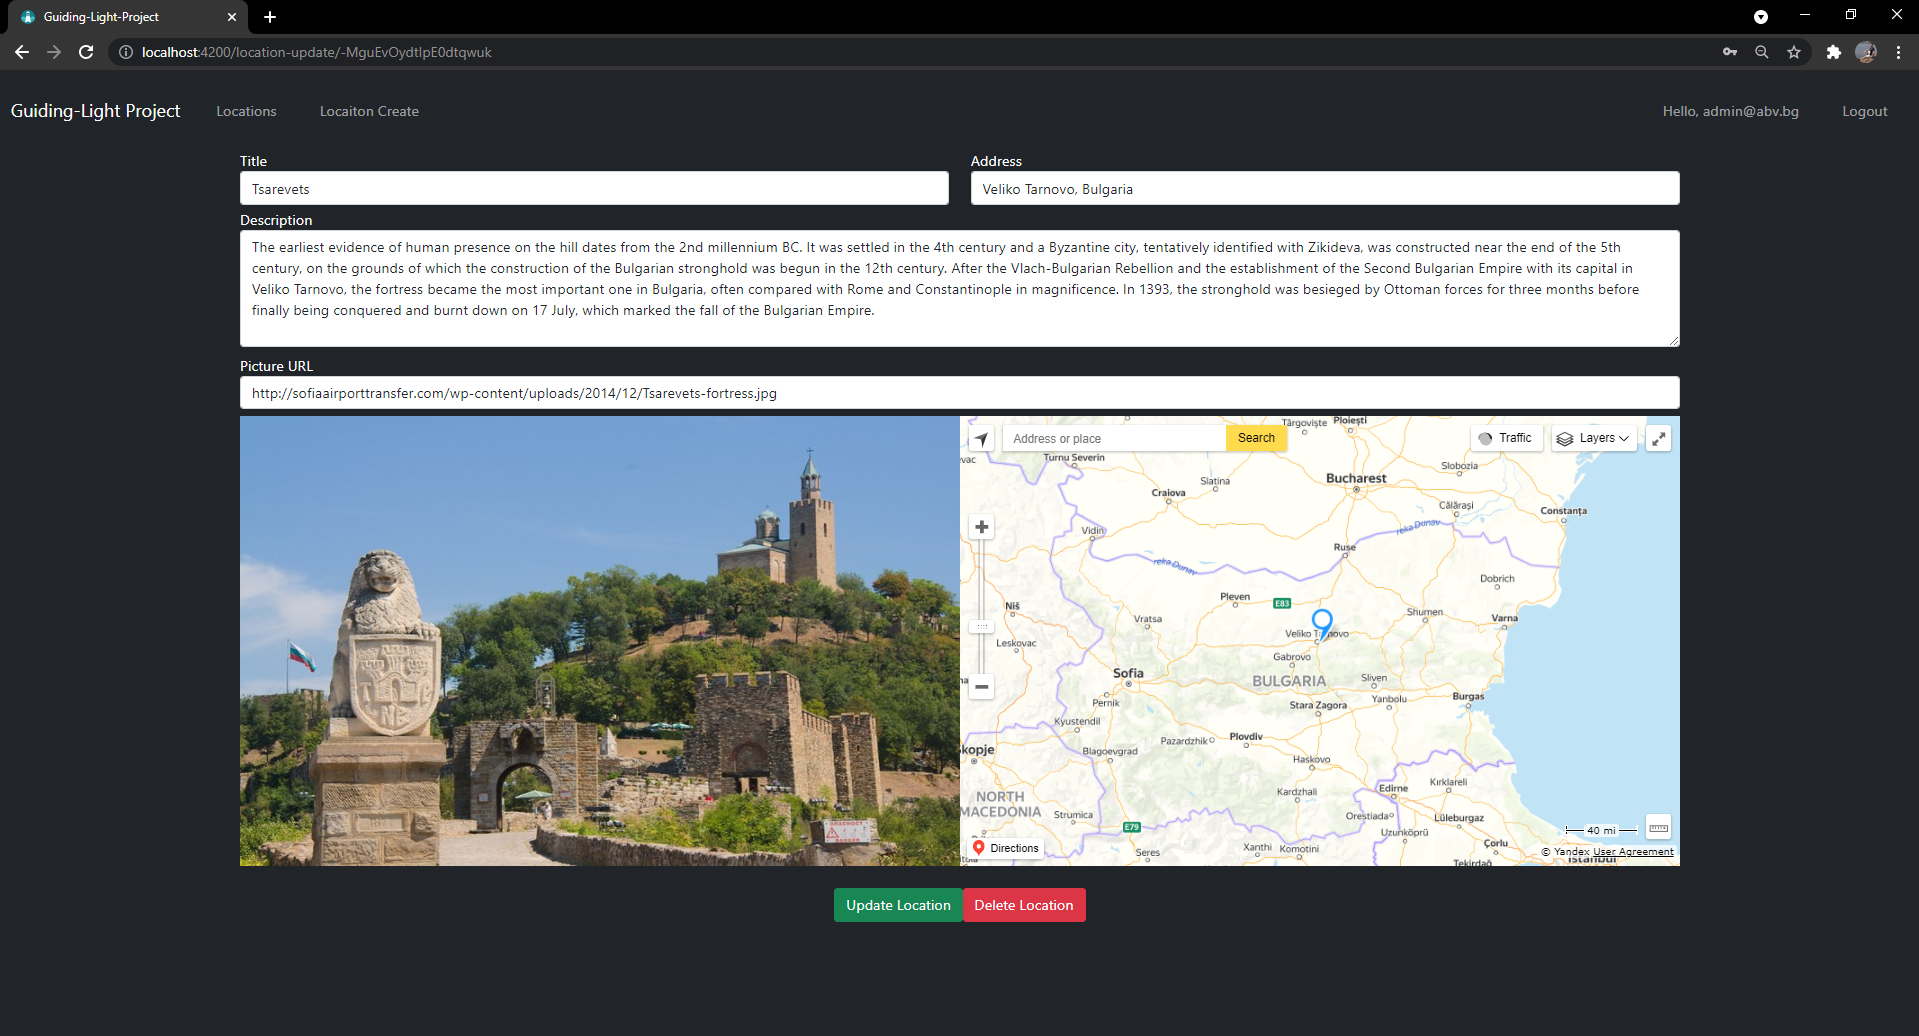 Guiding-Light-Project
localhost:4200/location-update/-MguEvOydtIpE0dtqwuk
Guiding-Light Project
Locations
Locaiton Create
Hello, admin@abv.bg
Logout
Title
Address
Tsarevets
Veliko Tarnovo, Bulgaria
Description
The earliest evidence of human presence on the hill dates from the 2nd millennium BC. It was settled in the 4th century and a Byzantine city, tentatively identified with Zikideva, was constructed near the end of the 5th
century, on the grounds of which the construction of the Bulgarian stronghold was begun in the 12th century. After the Vlach-Bulgarian Rebellion and the establishment of the Second Bulgarian Empire with its capital in
Veliko Tarnovo, the fortress became the most important one in Bulgaria, often compared with Rome and Constantinople in magnificence. In 1393, the stronghold was besieged by Ottoman forces for three months before
finally being conquered and burnt down on 17 July, which marked the fall of the Bulgarian Empire.
Picture URL
http://sofiaairporttransfer.com/wp-content/uploads/2014/12/Tsarevets-fortress.jpg
Târgoviște
Ploiești
Address or place
Search
Traffic
Layers
vac
Turnu Severin
Slobozia
Slatina
Bucharest
Craiova
Călărași
Constanța
Vidin
reka Dunav
Ruse
reka Dunav
Dobrich
Pleven
E83
Niš
Vratsa
Shumen
Varna
Veliko Tarnovo
Leskovac
Gabrovo
Sofia
BULGARIA
Sliven
Pernik
Stara Zagora
Yanbolu
Burgas
Kyustendil
Pazardzhik
Plovdiv
Skopje
Blagoevgrad
Haskovo
Kırklareli
Kardzhali
Edirne
NORTH
MACEDONIA
Strumica
Orestiada
Lüleburgaz
E79
Uzunköprü
40 mi
Directions
Seres
Xanthi
Komotini
Çorlu
© Yandex User Agreement
Tekirdağ
Istanbul
DANGER
Update Location
Delete Location